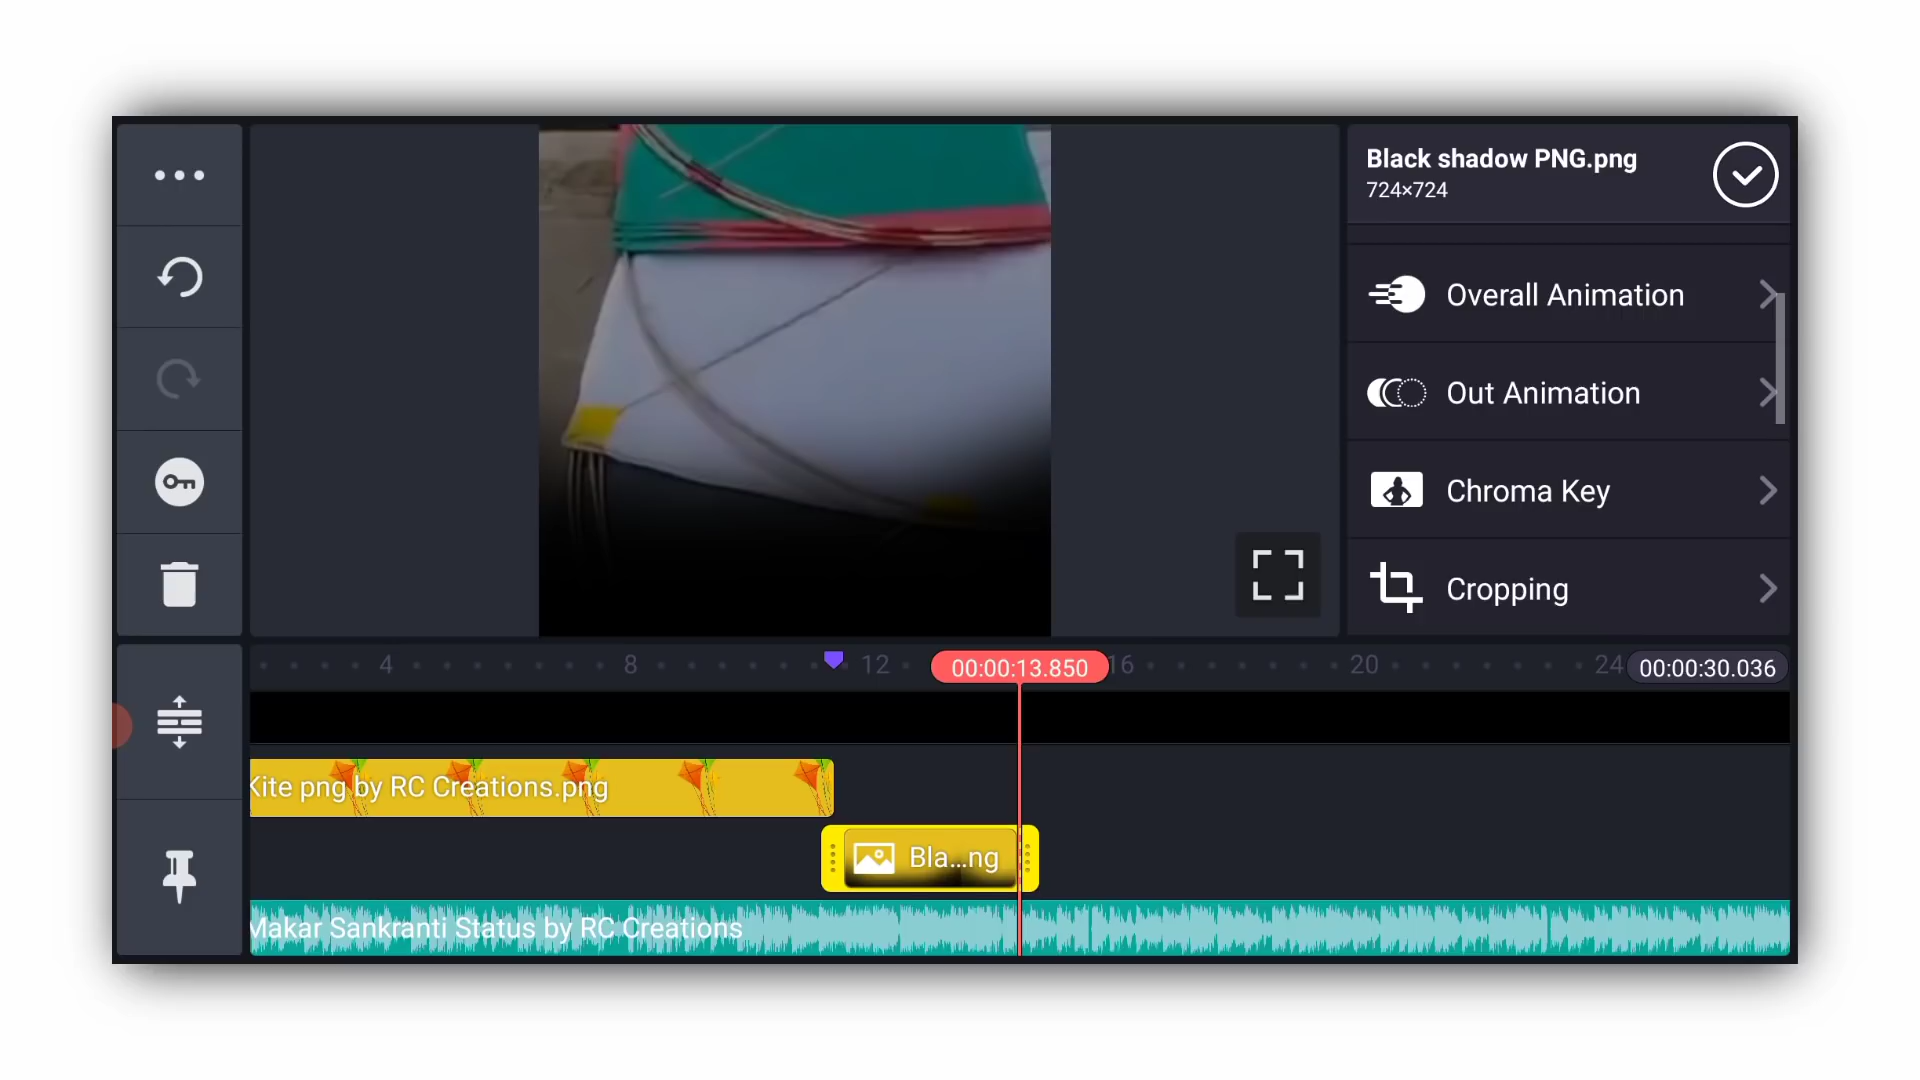 Black shadow PNG.png
724×724
Overall Animation
Out Animation
Chroma Key
Cropping
4 8 12 00:00:13.850 16 20 24 00:00:30.036
Kite png by RC Creations.png
Bla...ng
Makar Sankranti Status by RC Creations